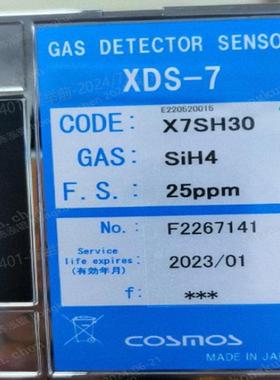 GAS DETECTOR SENSO
XDS-7
E220520015
CODE: X7SH30
GAS: SiH4
F.S.: 25ppm
No.: F2267141
Service life expires: (有効年月) 2023/01
f: ***
COSMOS
MADE IN JA